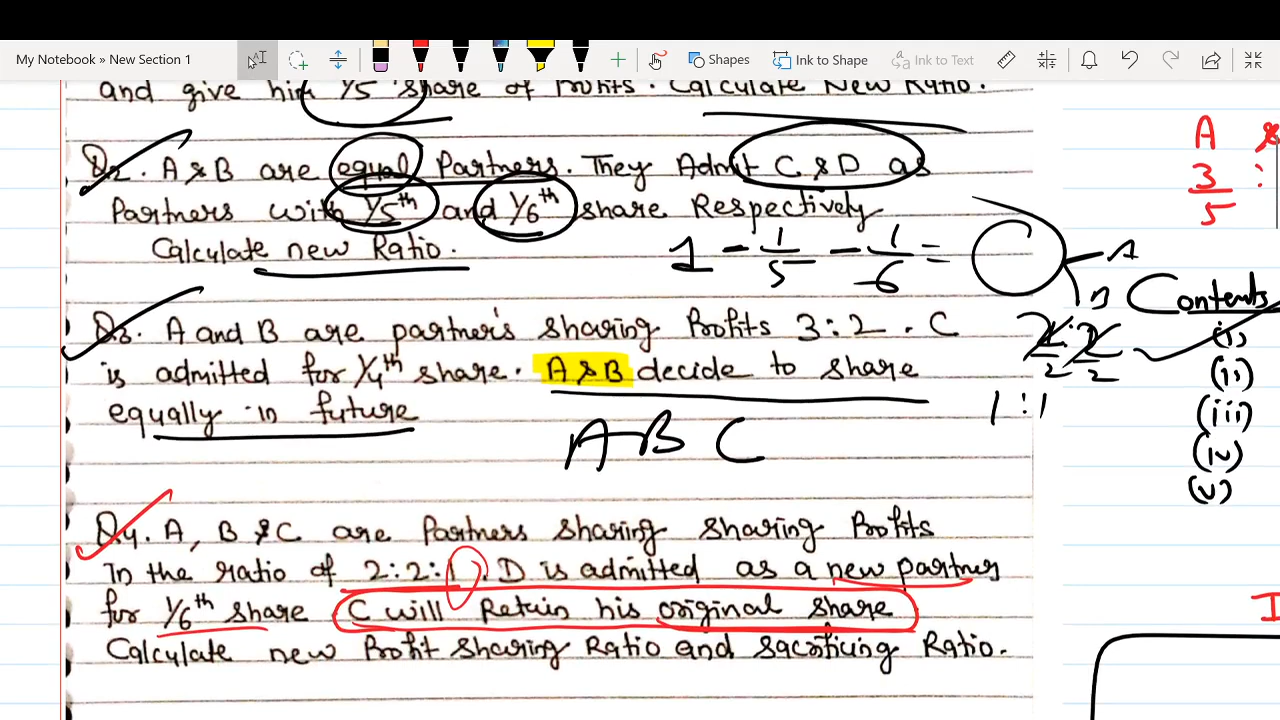 My Notebook » New Section 1
Shapes
Ink to Shape
Ink to Text
and give him 1/5 share of Profits. Calculate New Ratio.
Q2. A & B are equal Partners. They Admit C & D as
Partners with 1/5th and 1/6th share Respectively
Calculate new Ratio.
1 - 1/5 - 1/6 =
A
B
2/2 : 2/2
1:1
Q3. A and B are partner's sharing Profits 3:2. C
is admitted for 1/4th share. A & B decide to share
equally in future
A B C
Q4. A, B & C are Partners sharing sharing Profits
In the ratio of 2:2:1. D is admitted as a new partner
for 1/6th share C will Retain his original share
Calculate new Profit sharing Ratio and sacrificing Ratio.
A &
3/5 :
Contents
(i)
(ii)
(iii)
(iv)
(v)